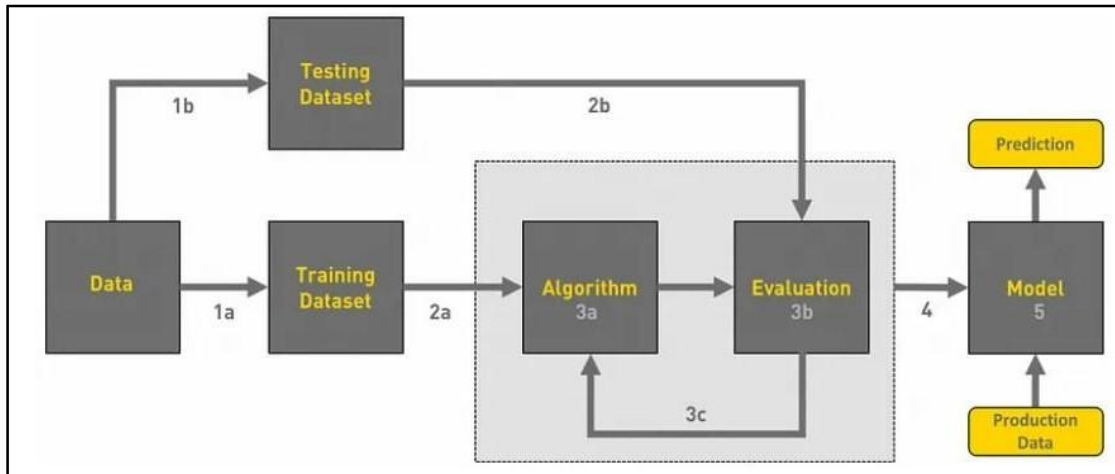 Testing
Dataset
1b
2b
Prediction
Data
1a
Training
Dataset
2a
Algorithm
3a
Evaluation
3b
4
Model
5
3c
Production
Data